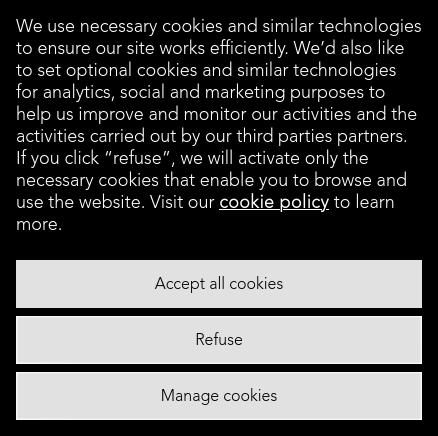 We use necessary cookies and similar technologies
to ensure our site works efficiently. We’d also like
to set optional cookies and similar technologies
for analytics, social and marketing purposes to
help us improve and monitor our activities and the
activities carried out by our third parties partners.
If you click “refuse”, we will activate only the
necessary cookies that enable you to browse and
use the website. Visit our cookie policy to learn
more.
Accept all cookies
Refuse
Manage cookies